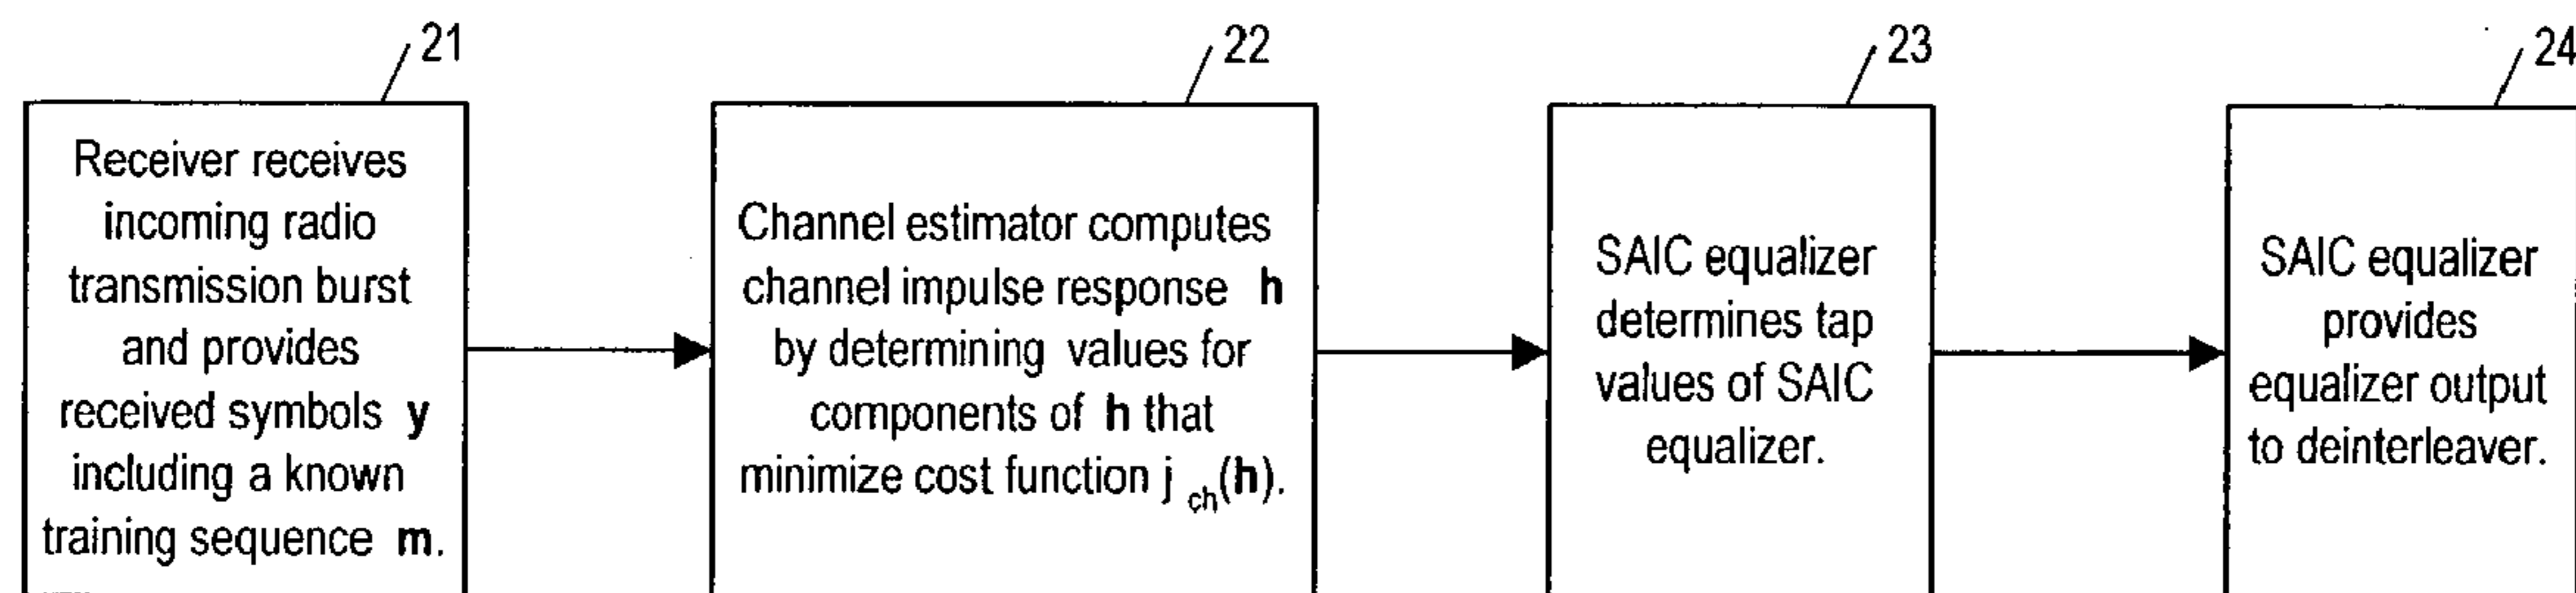 21
Receiver receives
incoming radio
transmission burst
and provides
received symbols y
including a known
training sequence m.
22
Channel estimator computes
channel impulse response h
by determining values for
components of h that
minimize cost function j ch(h).
23
SAIC equalizer
determines tap
values of SAIC
equalizer.
24
SAIC equalizer
provides
equalizer output
to deinterleaver.